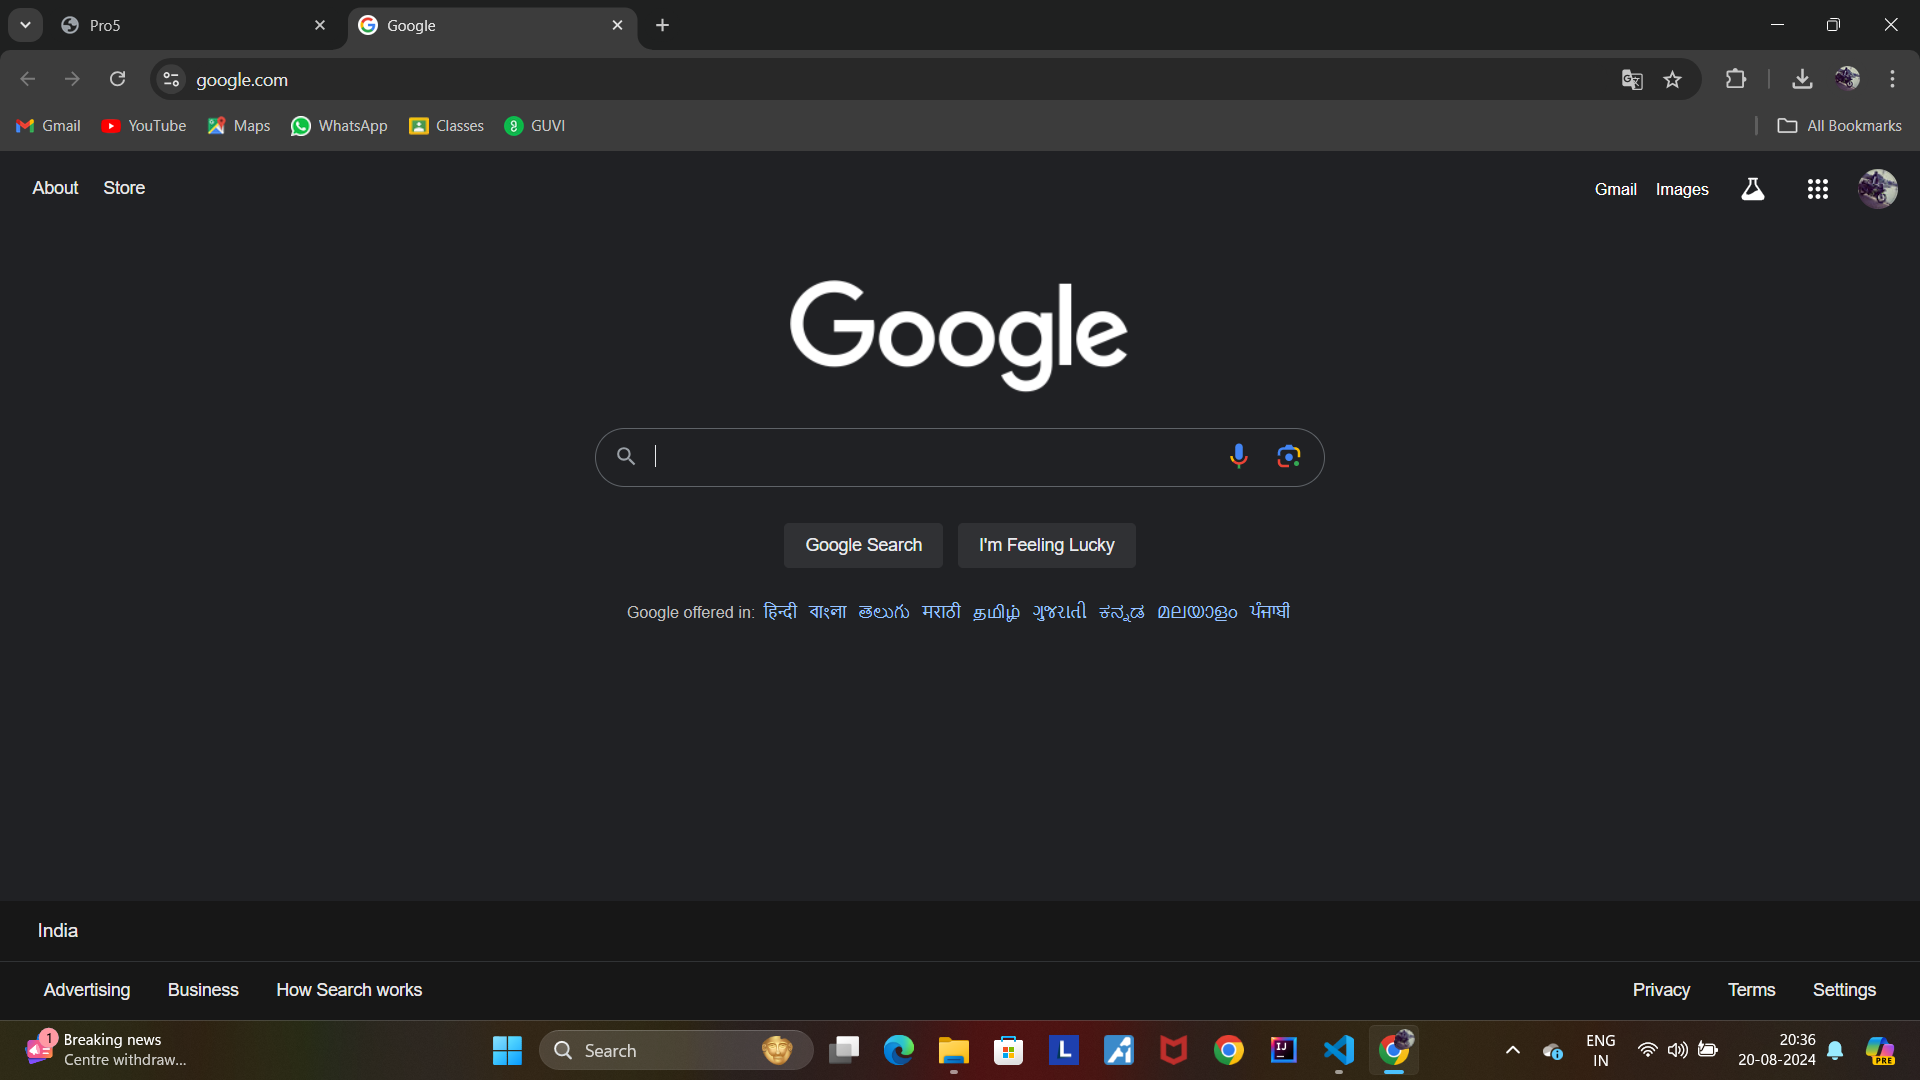 Pro5
Google
google.com
Gmail YouTube Maps WhatsApp Classes GUVI All Bookmarks
About Store Gmail Images
Google
Google Search I'm Feeling Lucky
Google offered in: हिन्दी বাংলা తెలుగు मराठी தமிழ் ગુજરાતી ಕನ್ನಡ മലയാളം ਪੰਜਾਬੀ
India
Advertising Business How Search works Privacy Terms Settings
1 Breaking news
Centre withdraw...
Search
L
IJ
ENG
IN
20:36
20-08-2024
PRE